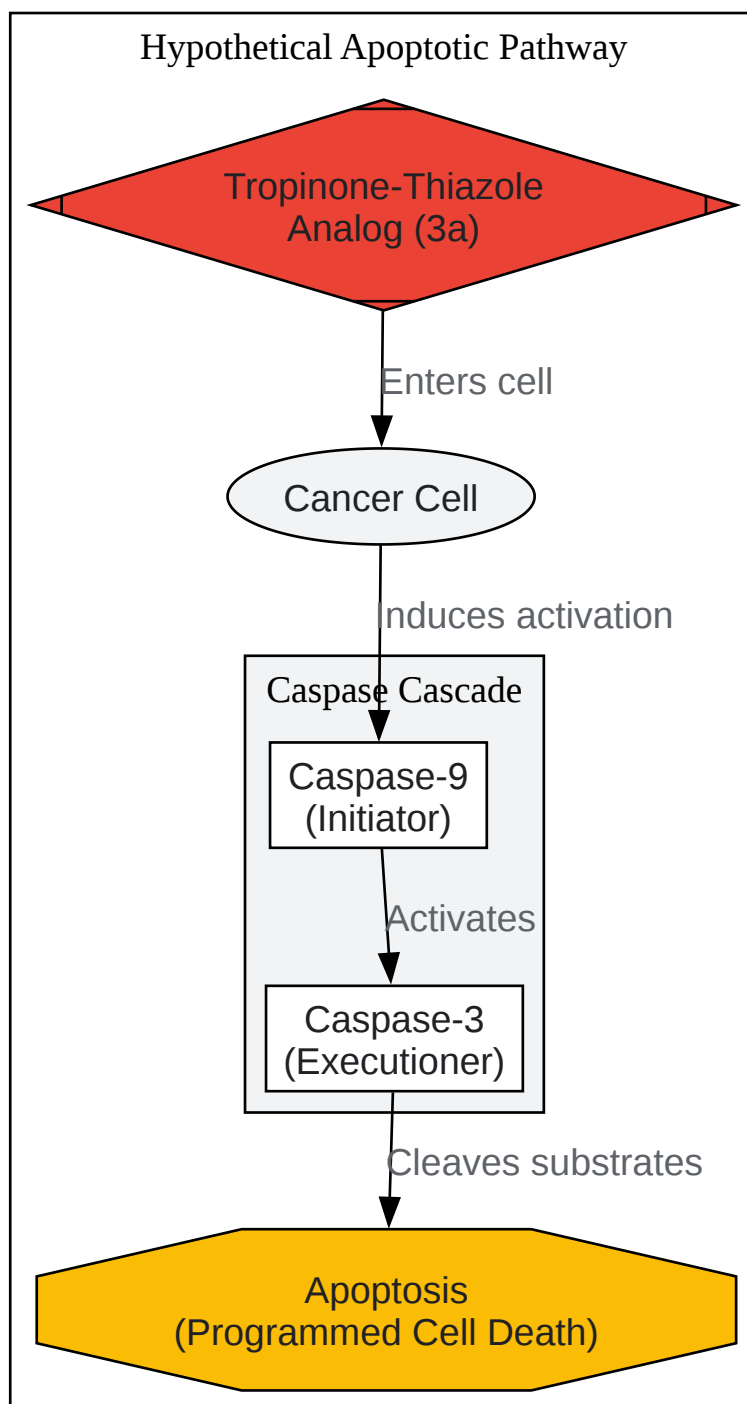 Hypothetical Apoptotic Pathway
Tropinone-Thiazole
Analog (3a)
Enters cell
Cancer Cell
Induces activation
Caspase Cascade
Caspase-9
(Initiator)
Activates
Caspase-3
(Executioner)
Cleaves substrates
Apoptosis
(Programmed Cell Death)